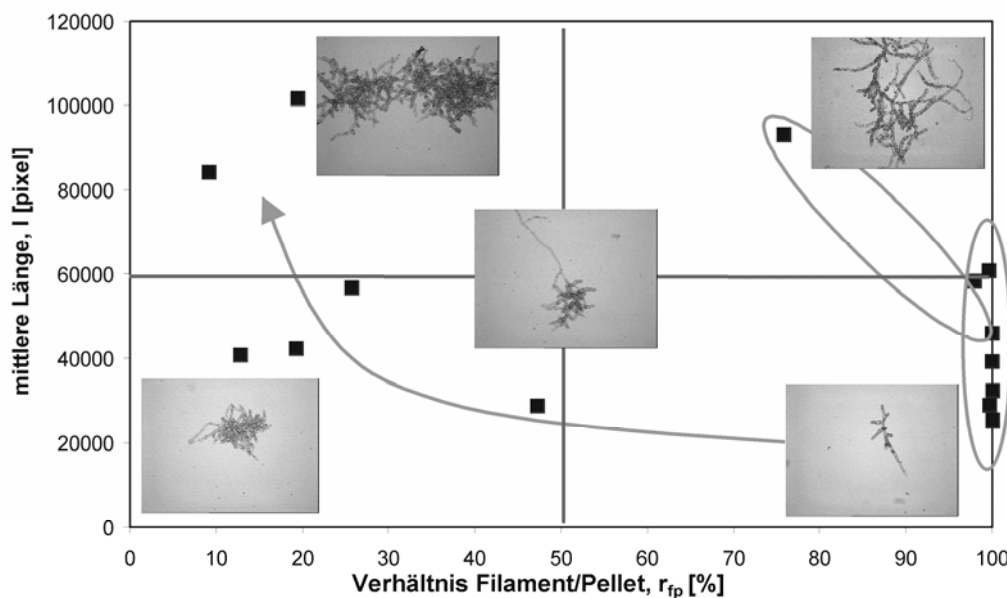 120000
100000
80000
60000
40000
20000
0
mittlere Länge, l [pixel]
0 10 20 30 40 50 60 70 80 90 100
Verhältnis Filament/Pellet, rfp [%]